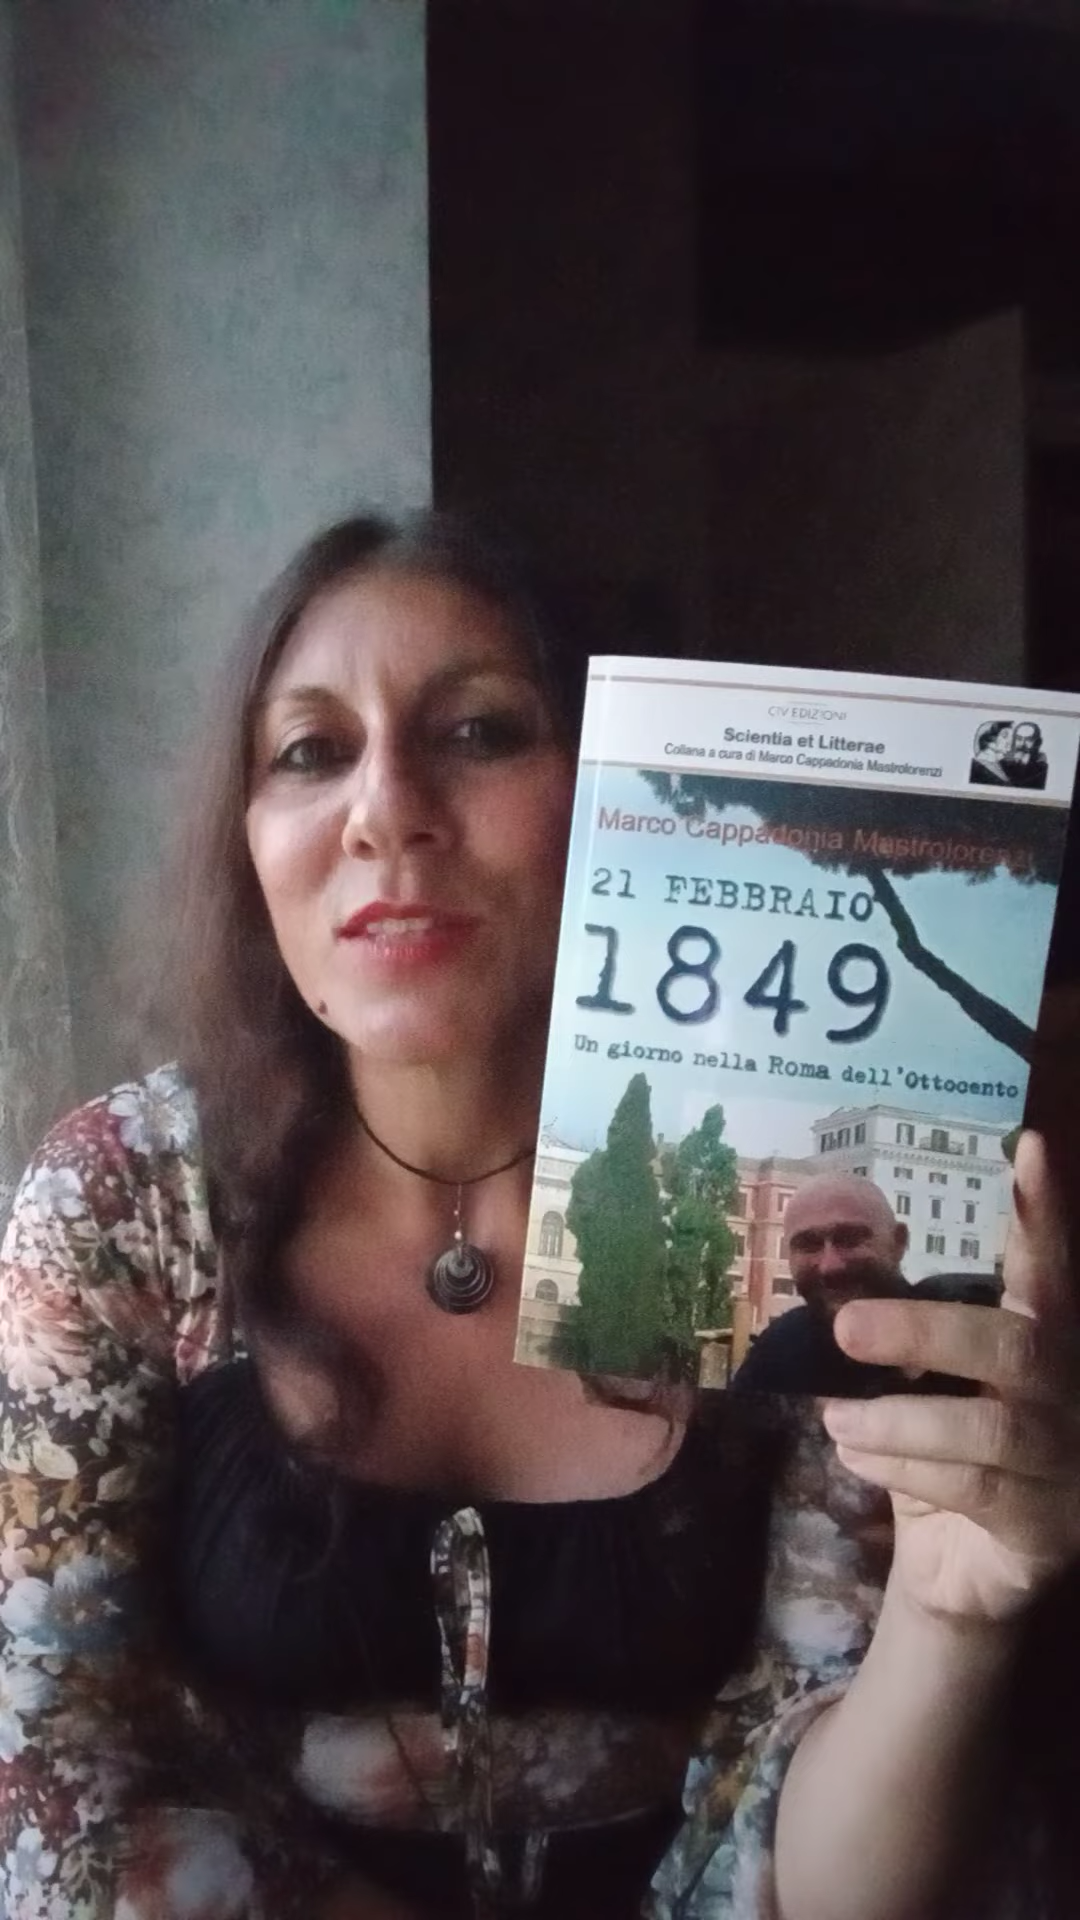 CIV EDIZIONI
Scientia et Litterae
Collana a cura di Marco Cappadonia Mastrolorenzi
Marco Cappadonia Mastrolorenzi
21 FEBBRAIO
1849
Un giorno nella Roma dell'Ottocento